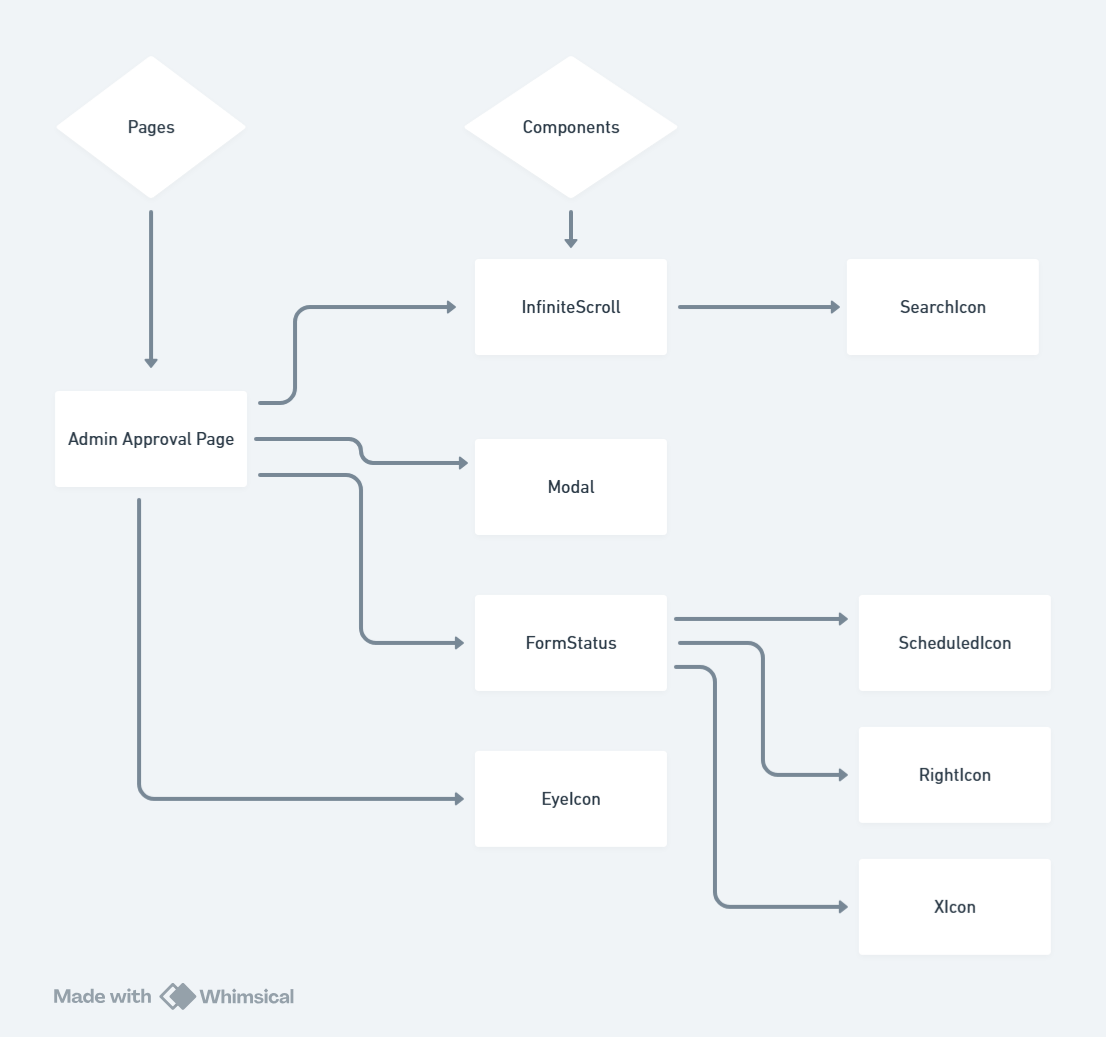 Pages
Components
InfiniteScroll
SearchIcon
Admin Approval Page
Modal
FormStatus
ScheduledIcon
RightIcon
EyeIcon
XIcon
Made with Whimsical